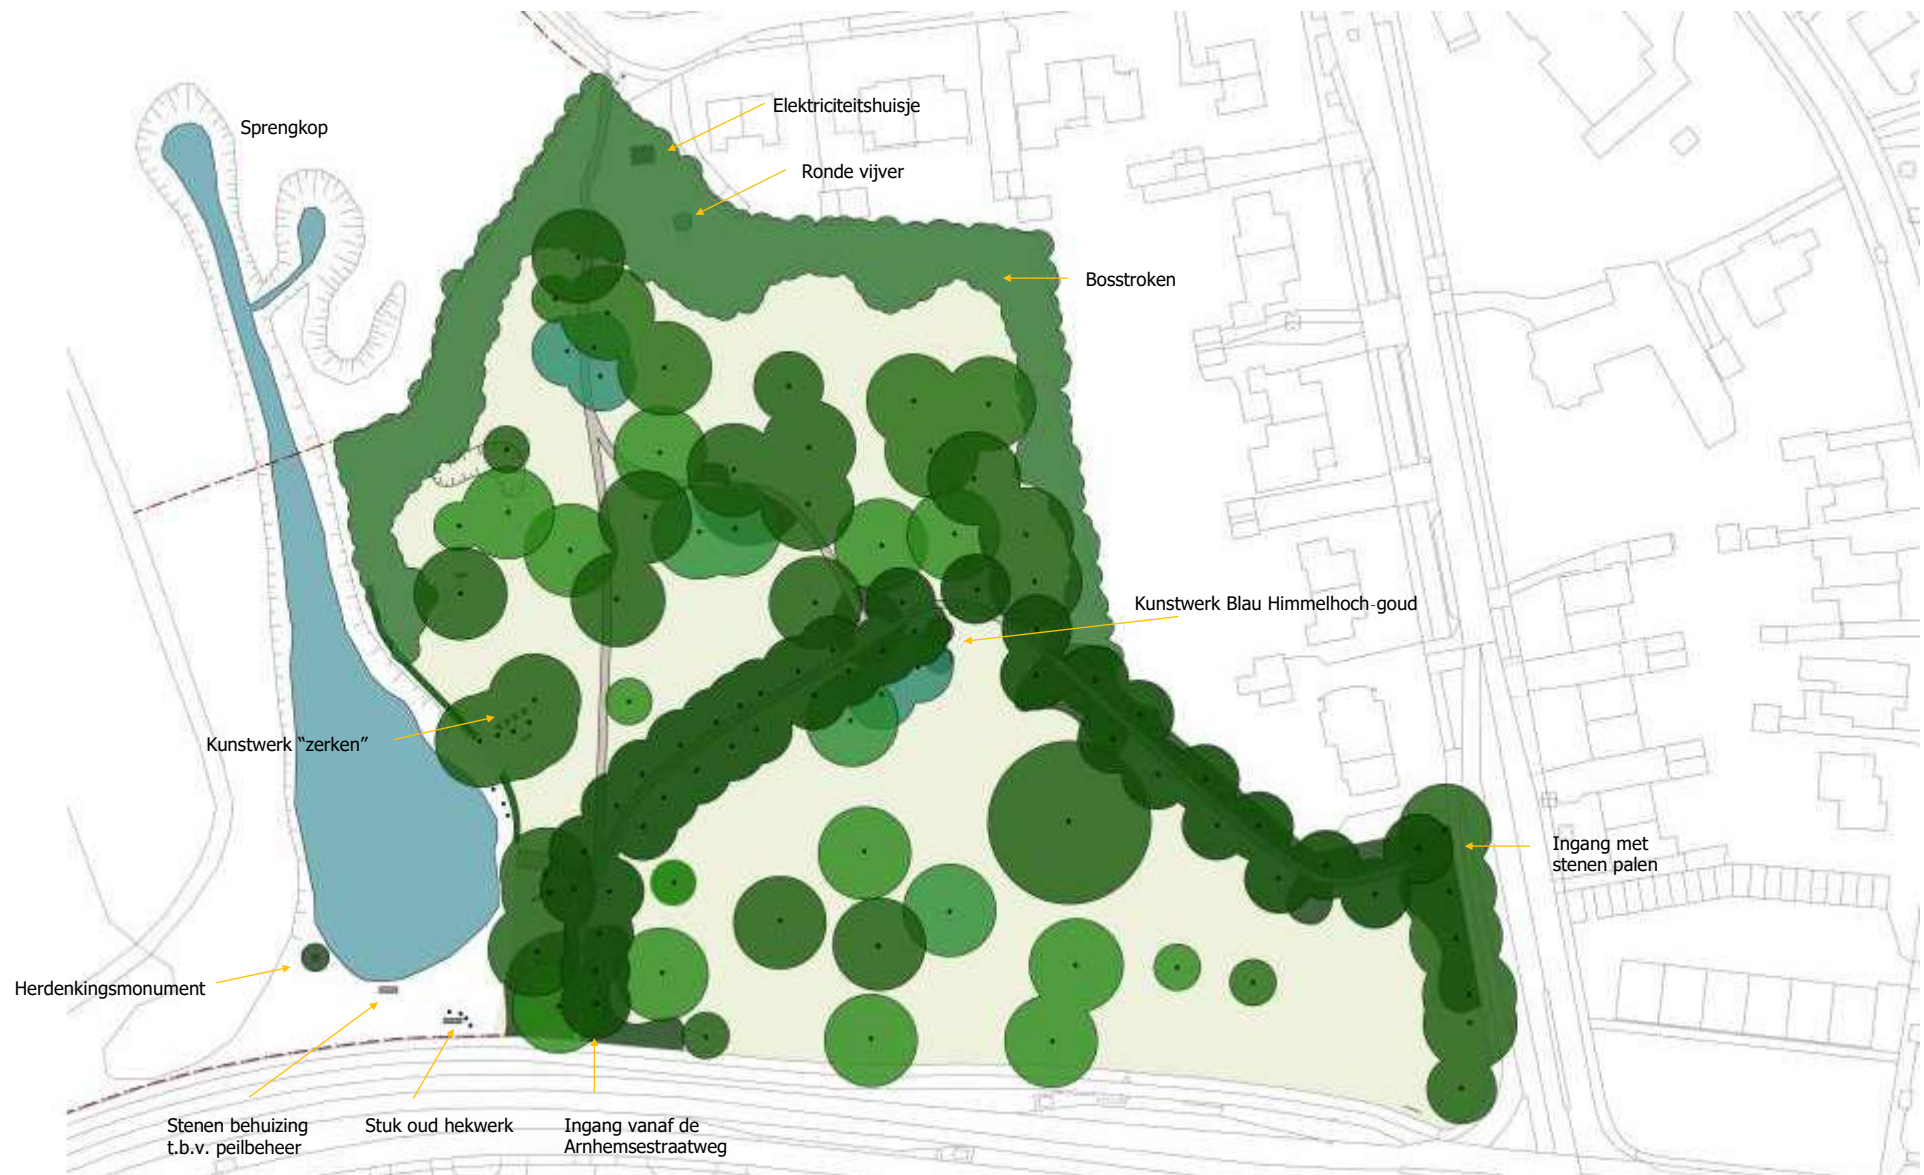 Elektriciteitshuisje
Sprengkop
Ronde vijver
Bosstroken
Kunstwerk Blau Himmelhoch-goud
Kunstwerk “zerken”
Ingang met
stenen palen
Herdenkingsmonument
Stenen behuizing
t.b.v. peilbeheer
Stuk oud hekwerk
Ingang vanaf de
Arnhemsestraatweg